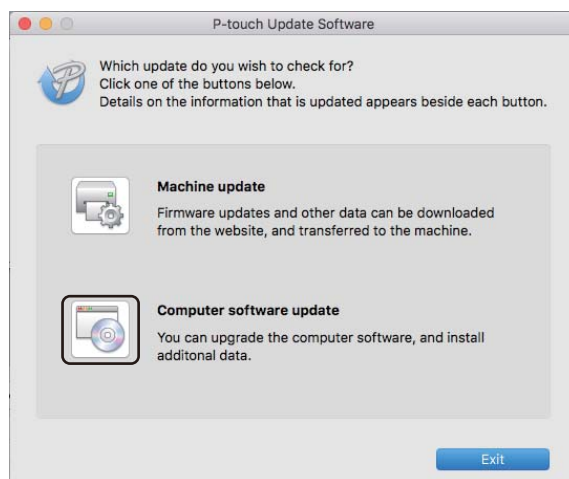 P-touch Update Software
Which update do you wish to check for?
Click one of the buttons below.
Details on the information that is updated appears beside each button.
Machine update
Firmware updates and other data can be downloaded
from the website, and transferred to the machine.
Computer software update
You can upgrade the computer software, and install
additonal data.
Exit